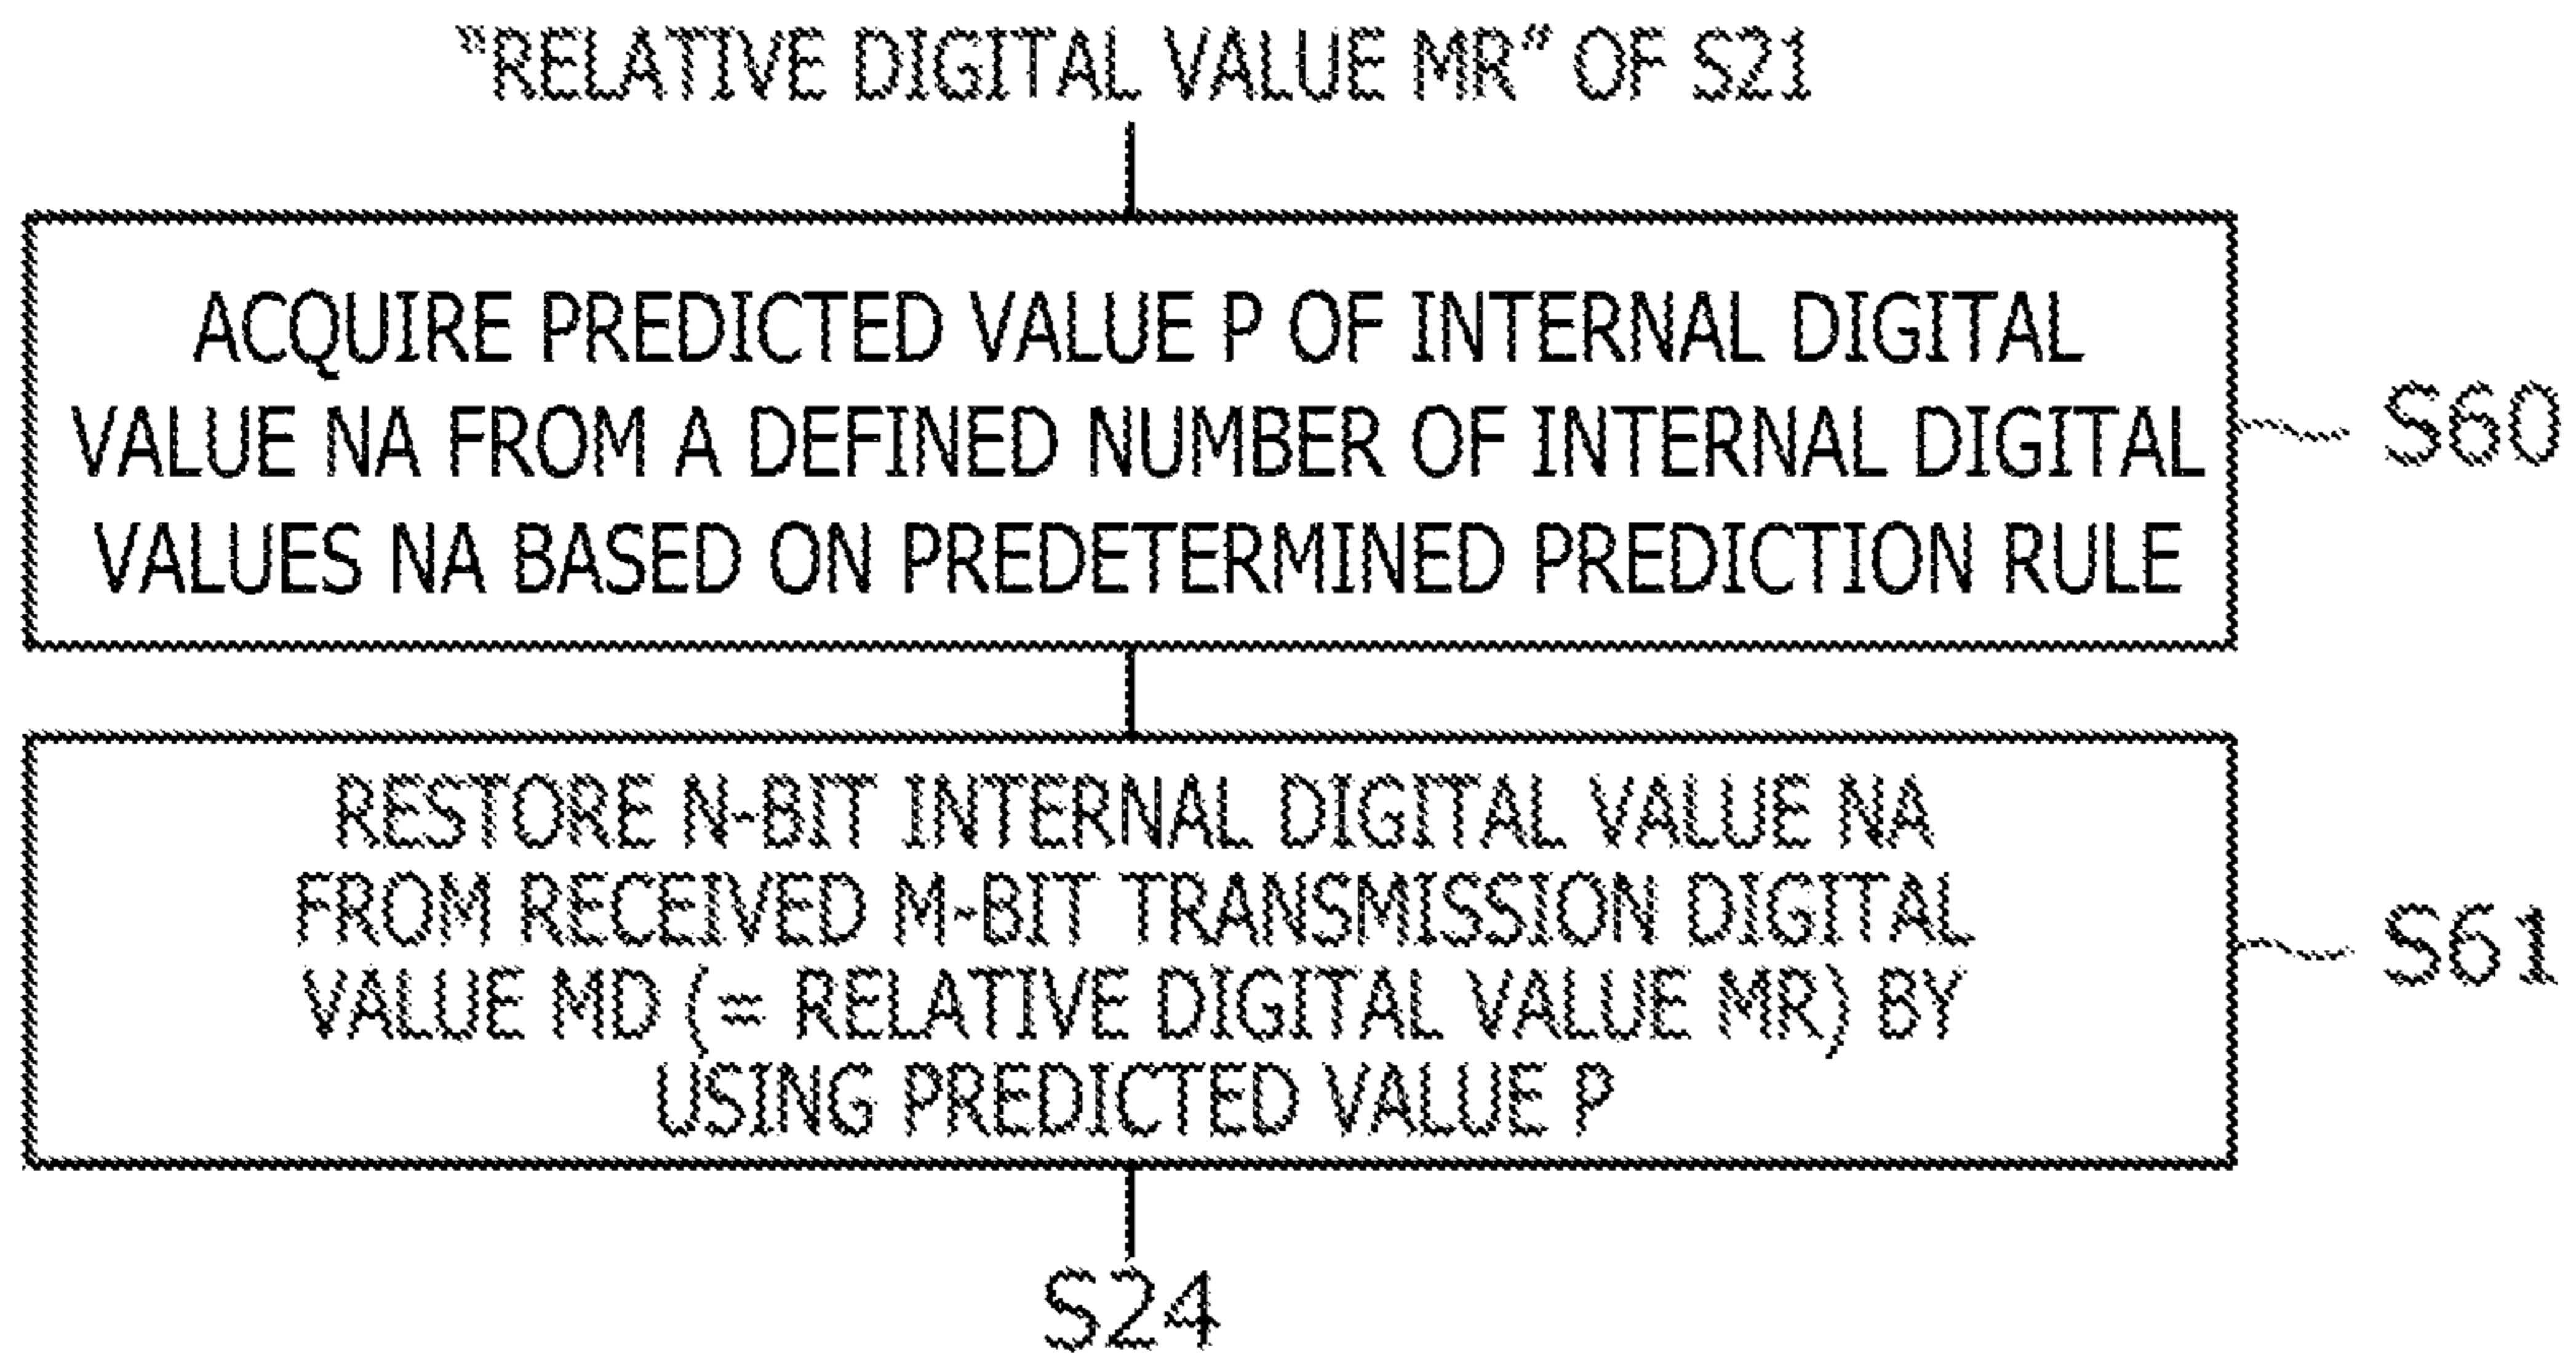 "RELATIVE DIGITAL VALUE MR" OF S21
ACQUIRE PREDICTED VALUE P OF INTERNAL DIGITAL
VALUE NA FROM A DEFINED NUMBER OF INTERNAL DIGITAL
VALUES NA BASED ON PREDETERMINED PREDICTION RULE
S60
RESTORE N-BIT INTERNAL DIGITAL VALUE NA
FROM RECEIVED M-BIT TRANSMISSION DIGITAL
VALUE MD (= RELATIVE DIGITAL VALUE MR) BY
USING PREDICTED VALUE P
S61
S24